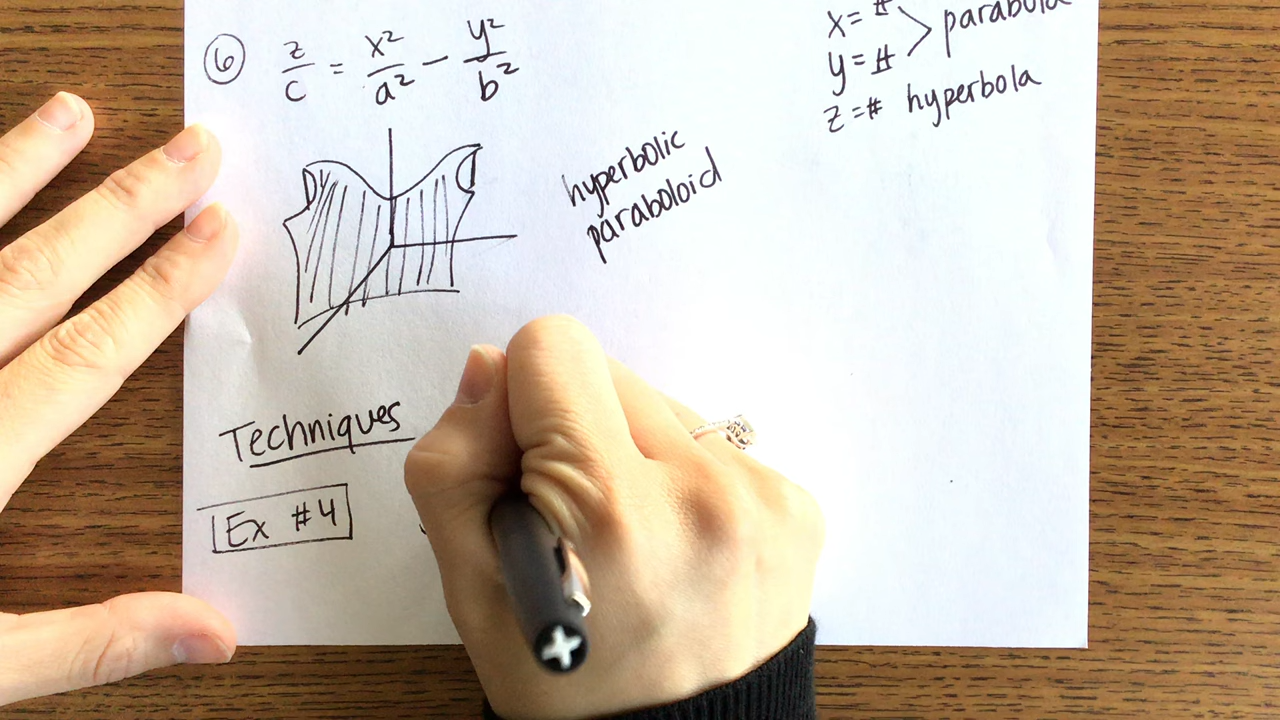 ⑥ z/c = x²/a² − y²/b²
x = #
y = # > parabola
z = # hyperbola
hyperbolic
paraboloid
Techniques
Ex #4